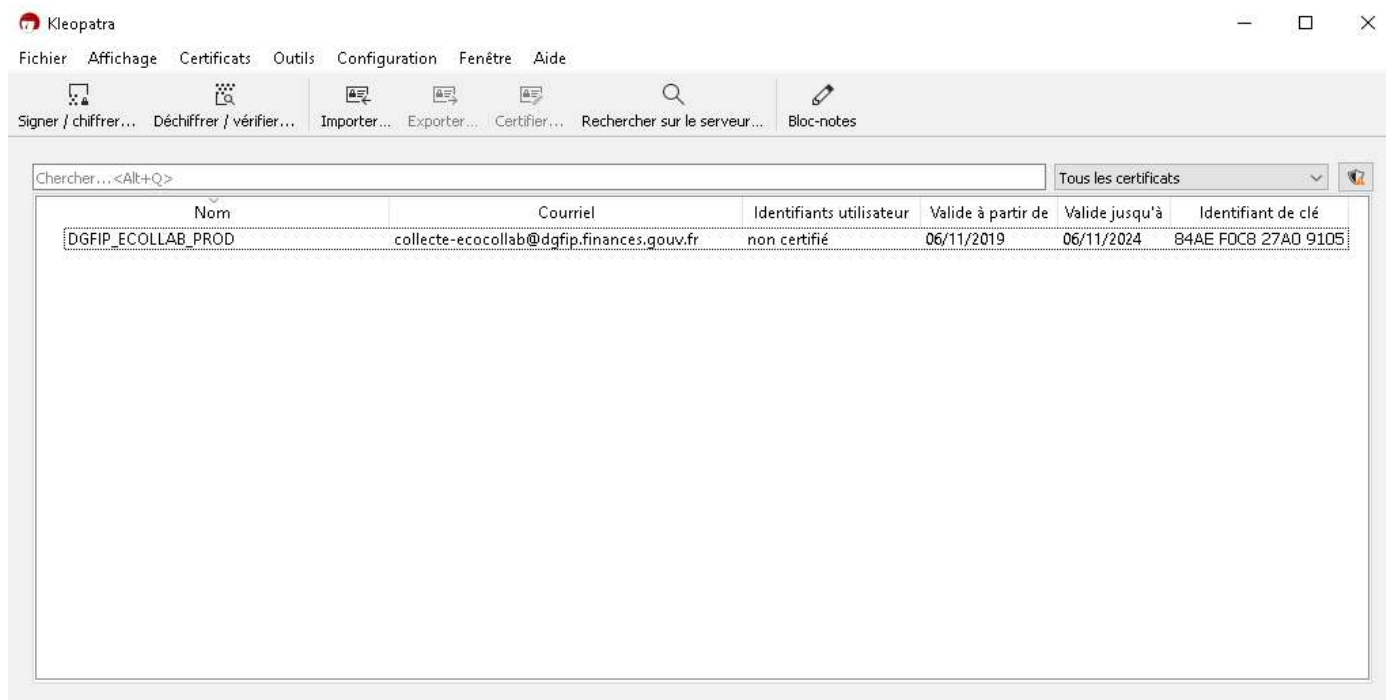 Kleopatra
Fichier Affichage Certificats Outils Configuration Fenêtre Aide
Signer / chiffrer... Déchiffrer / vérifier... Importer... Exporter... Certifier... Rechercher sur le serveur... Bloc-notes
Chercher...<Alt+Q> Tous les certificats
Nom Courriel Identifiants utilisateur Valide à partir de Valide jusqu'à Identifiant de clé
DGFIP_ECOLLAB_PROD collecte-ecocollab@dgfip.finances.gouv.fr non certifié 06/11/2019 06/11/2024 84AE F0C8 27A0 9105